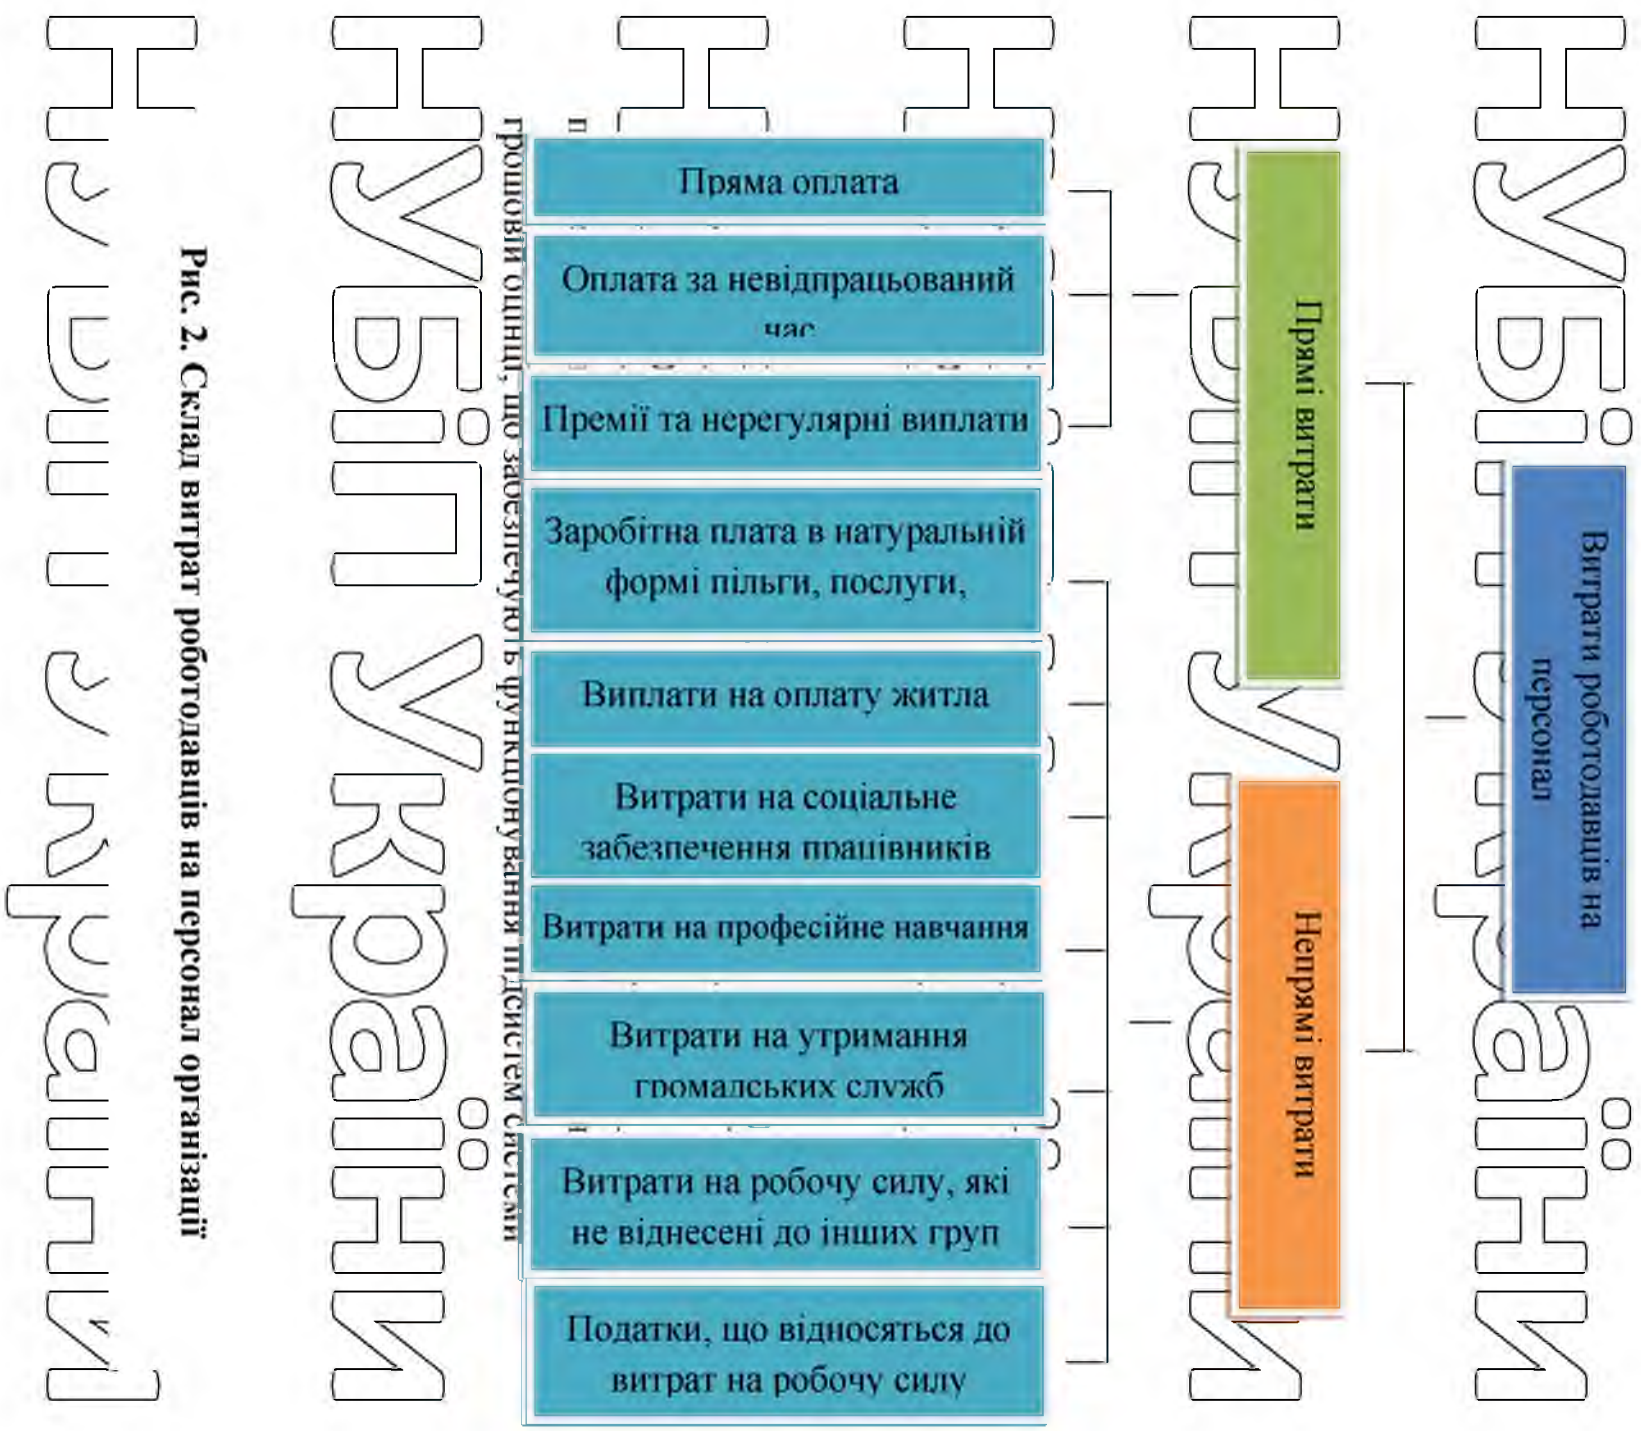 НУБіП України
Витрати роботодавців на
персонал
Прямі витрати
Непрямі витрати
Пряма оплата
Оплата за невідпрацьований
час
Премії та нерегулярні виплати
Заробітна плата в натуральній
формі пільги, послуги,
Виплати на оплату житла
Витрати на соціальне
забезпечення працівників
Витрати на професійне навчання
Витрати на утримання
громадських служб
Витрати на робочу силу, які
не віднесені до інших груп
Податки, що відносяться до
витрат на робочу силу
грошовій оцінці, що забезпечують функціонування підсистем системи
НУБіП України
Рис. 2. Склад витрат роботодавців на персонал організації